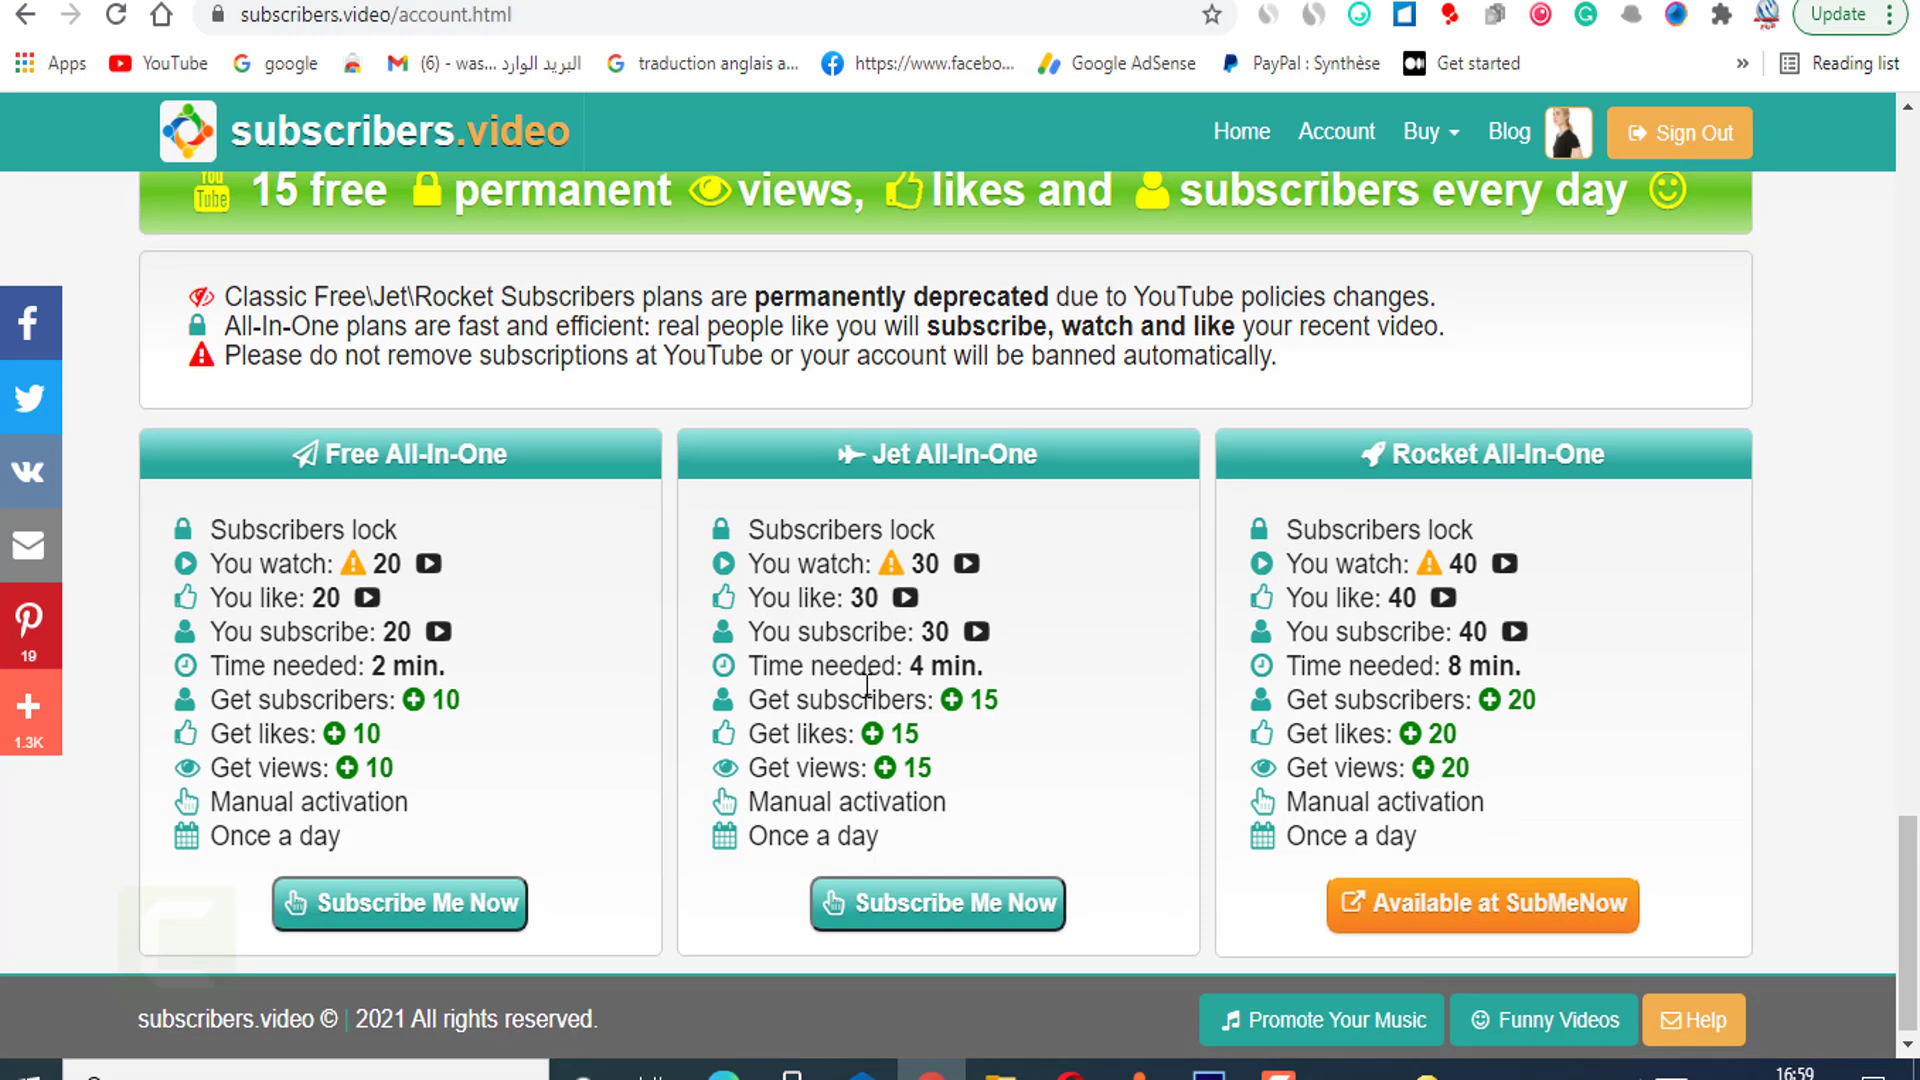 subscribers.video/account.html
Update
Apps
YouTube
google
(6) - was... البريد الوارد
traduction anglais a...
https://www.facebo...
Google AdSense
PayPal : Synthèse
Get started
»
Reading list
subscribers.video
Home
Account
Buy
Blog
Sign Out
You Tube 15 free permanent views, likes and subscribers every day
Classic Free\Jet\Rocket Subscribers plans are permanently deprecated due to YouTube policies changes.
All-In-One plans are fast and efficient: real people like you will subscribe, watch and like your recent video.
Please do not remove subscriptions at YouTube or your account will be banned automatically.
19
1.3K
Free All-In-One
Subscribers lock
You watch: 20
You like: 20
You subscribe: 20
Time needed: 2 min.
Get subscribers: 10
Get likes: 10
Get views: 10
Manual activation
Once a day
Subscribe Me Now
Jet All-In-One
Subscribers lock
You watch: 30
You like: 30
You subscribe: 30
Time needed: 4 min.
Get subscribers: 15
Get likes: 15
Get views: 15
Manual activation
Once a day
Subscribe Me Now
Rocket All-In-One
Subscribers lock
You watch: 40
You like: 40
You subscribe: 40
Time needed: 8 min.
Get subscribers: 20
Get likes: 20
Get views: 20
Manual activation
Once a day
Available at SubMeNow
subscribers.video © | 2021 All rights reserved.
Promote Your Music
Funny Videos
Help
16:59